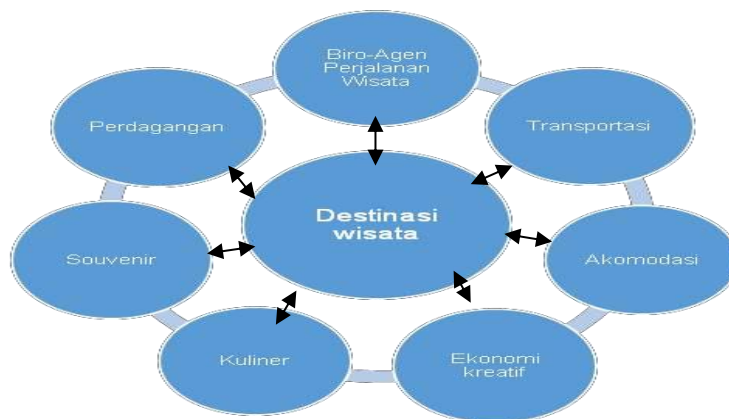 Biro-Agen
Perjalanan
Wisata
Perdagangan
Transportasi
Destinasi
wisata
Souvenir
Akomodasi
Kuliner
Ekonomi
kreatif